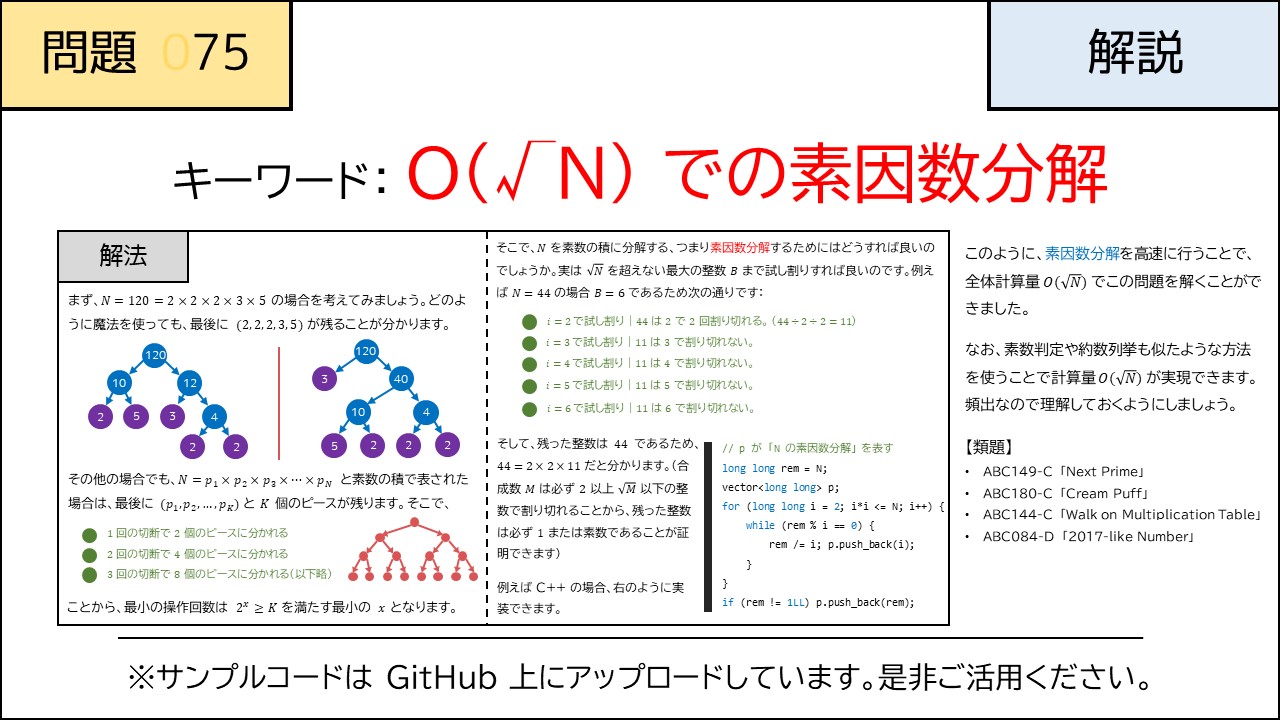 問題 075
解説
キーワード: O(√N) での素因数分解
解法
まず、N = 120 = 2 × 2 × 2 × 3 × 5 の場合を考えてみましょう。どのよ
うに魔法を使っても、最後に (2, 2, 2, 3, 5) が残ることが分かります。
120
10 12
2 5 3 4
2 2
120
3 40
10 4
5 2 2 2
その他の場合でも、N = p₁ × p₂ × p₃ × ⋯ × p_N と素数の積で表された
場合は、最後に (p₁, p₂, …, p_K) と K 個のピースが残ります。そこで、
1 回の切断で 2 個のピースに分かれる
2 回の切断で 4 個のピースに分かれる
3 回の切断で 8 個のピースに分かれる(以下略)
ことから、最小の操作回数は 2ˣ ≥ K を満たす最小の x となります。
そこで、N を素数の積に分解する、つまり素因数分解するためにはどうすれば良いの
でしょうか。実は √N を超えない最大の整数 B まで試し割りすれば良いのです。例え
ば N = 44 の場合 B = 6 であるため次の通りです:
i = 2 で試し割り | 44 は 2 で 2 回割り切れる。(44 ÷ 2 ÷ 2 = 11)
i = 3 で試し割り | 11 は 3 で割り切れない。
i = 4 で試し割り | 11 は 4 で割り切れない。
i = 5 で試し割り | 11 は 5 で割り切れない。
i = 6 で試し割り | 11 は 6 で割り切れない。
そして、残った整数は 44 であるため、
44 = 2 × 2 × 11 だと分かります。(合
成数 M は必ず 2 以上 √M 以下の整
数で割り切れることから、残った整数
は必ず 1 または素数であることが証
明できます)
例えば C++ の場合、右のように実
装できます。
// p が「N の素因数分解」を表す
long long rem = N;
vector<long long> p;
for (long long i = 2; i*i <= N; i++) {
while (rem % i == 0) {
rem /= i; p.push_back(i);
}
}
if (rem != 1LL) p.push_back(rem);
このように、素因数分解を高速に行うことで、
全体計算量 O(√N) でこの問題を解くことがで
きました。
なお、素数判定や約数列挙も似たような方法
を使うことで計算量 O(√N) が実現できます。
頻出なので理解しておくようにしましょう。
【類題】
• ABC149-C「Next Prime」
• ABC180-C「Cream Puff」
• ABC144-C「Walk on Multiplication Table」
• ABC084-D「2017-like Number」
※サンプルコードは GitHub 上にアップロードしています。是非ご活用ください。